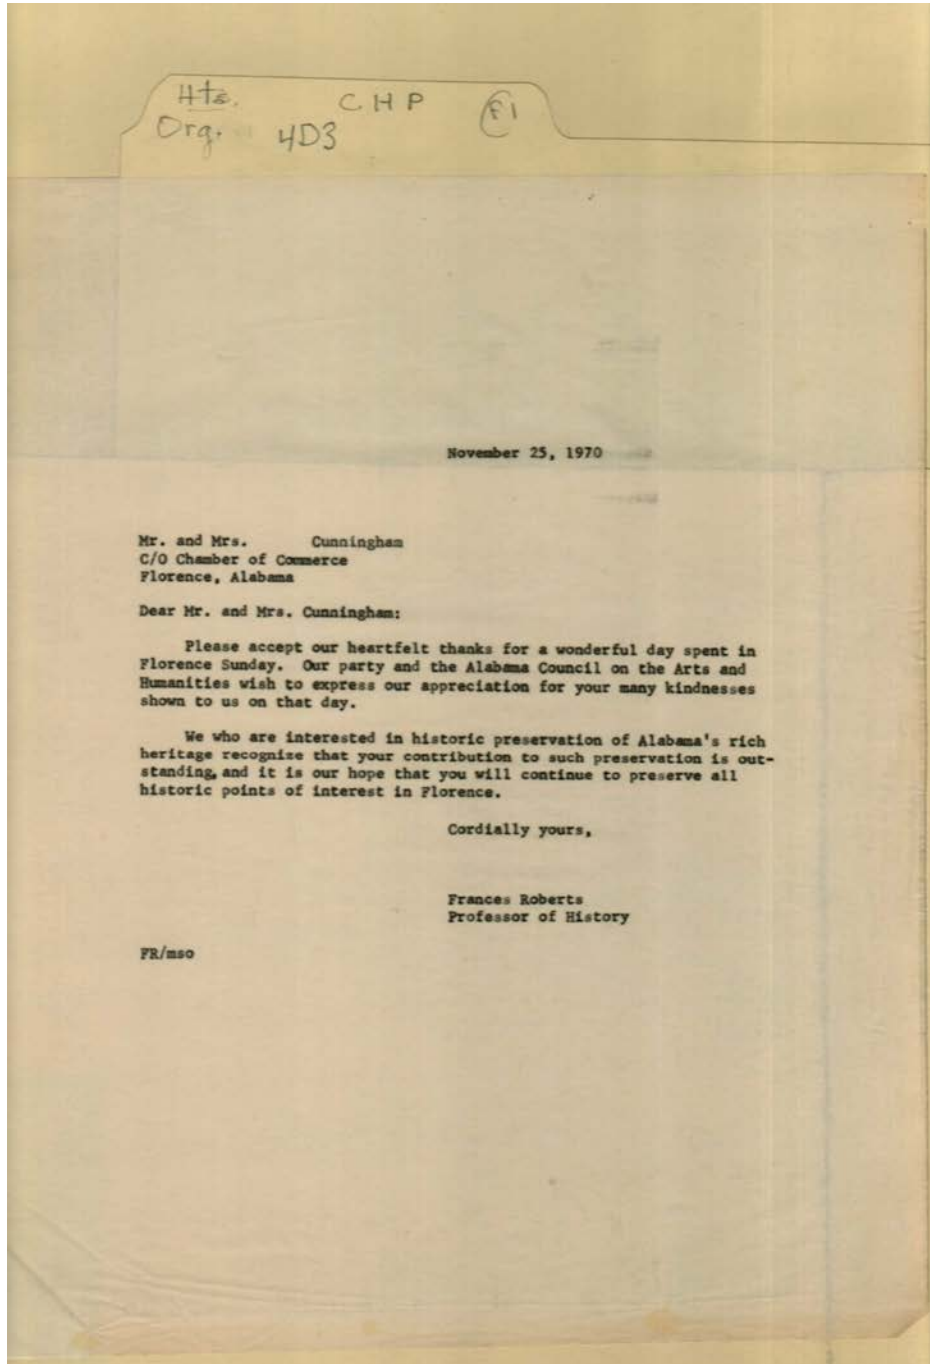 Hts. CHP F1
Org. 4D3
November 25, 1970
Mr. and Mrs. Cunningham
C/O Chamber of Commerce
Florence, Alabama
Dear Mr. and Mrs. Cunningham:
Please accept our heartfelt thanks for a wonderful day spent in
Florence Sunday. Our party and the Alabama Council on the Arts and
Humanities wish to express our appreciation for your many kindnesses
shown to us on that day.
We who are interested in historic preservation of Alabama's rich
heritage recognize that your contribution to such preservation is out-
standing, and it is our hope that you will continue to preserve all
historic points of interest in Florence.
Cordially yours,
Frances Roberts
Professor of History
FR/mso